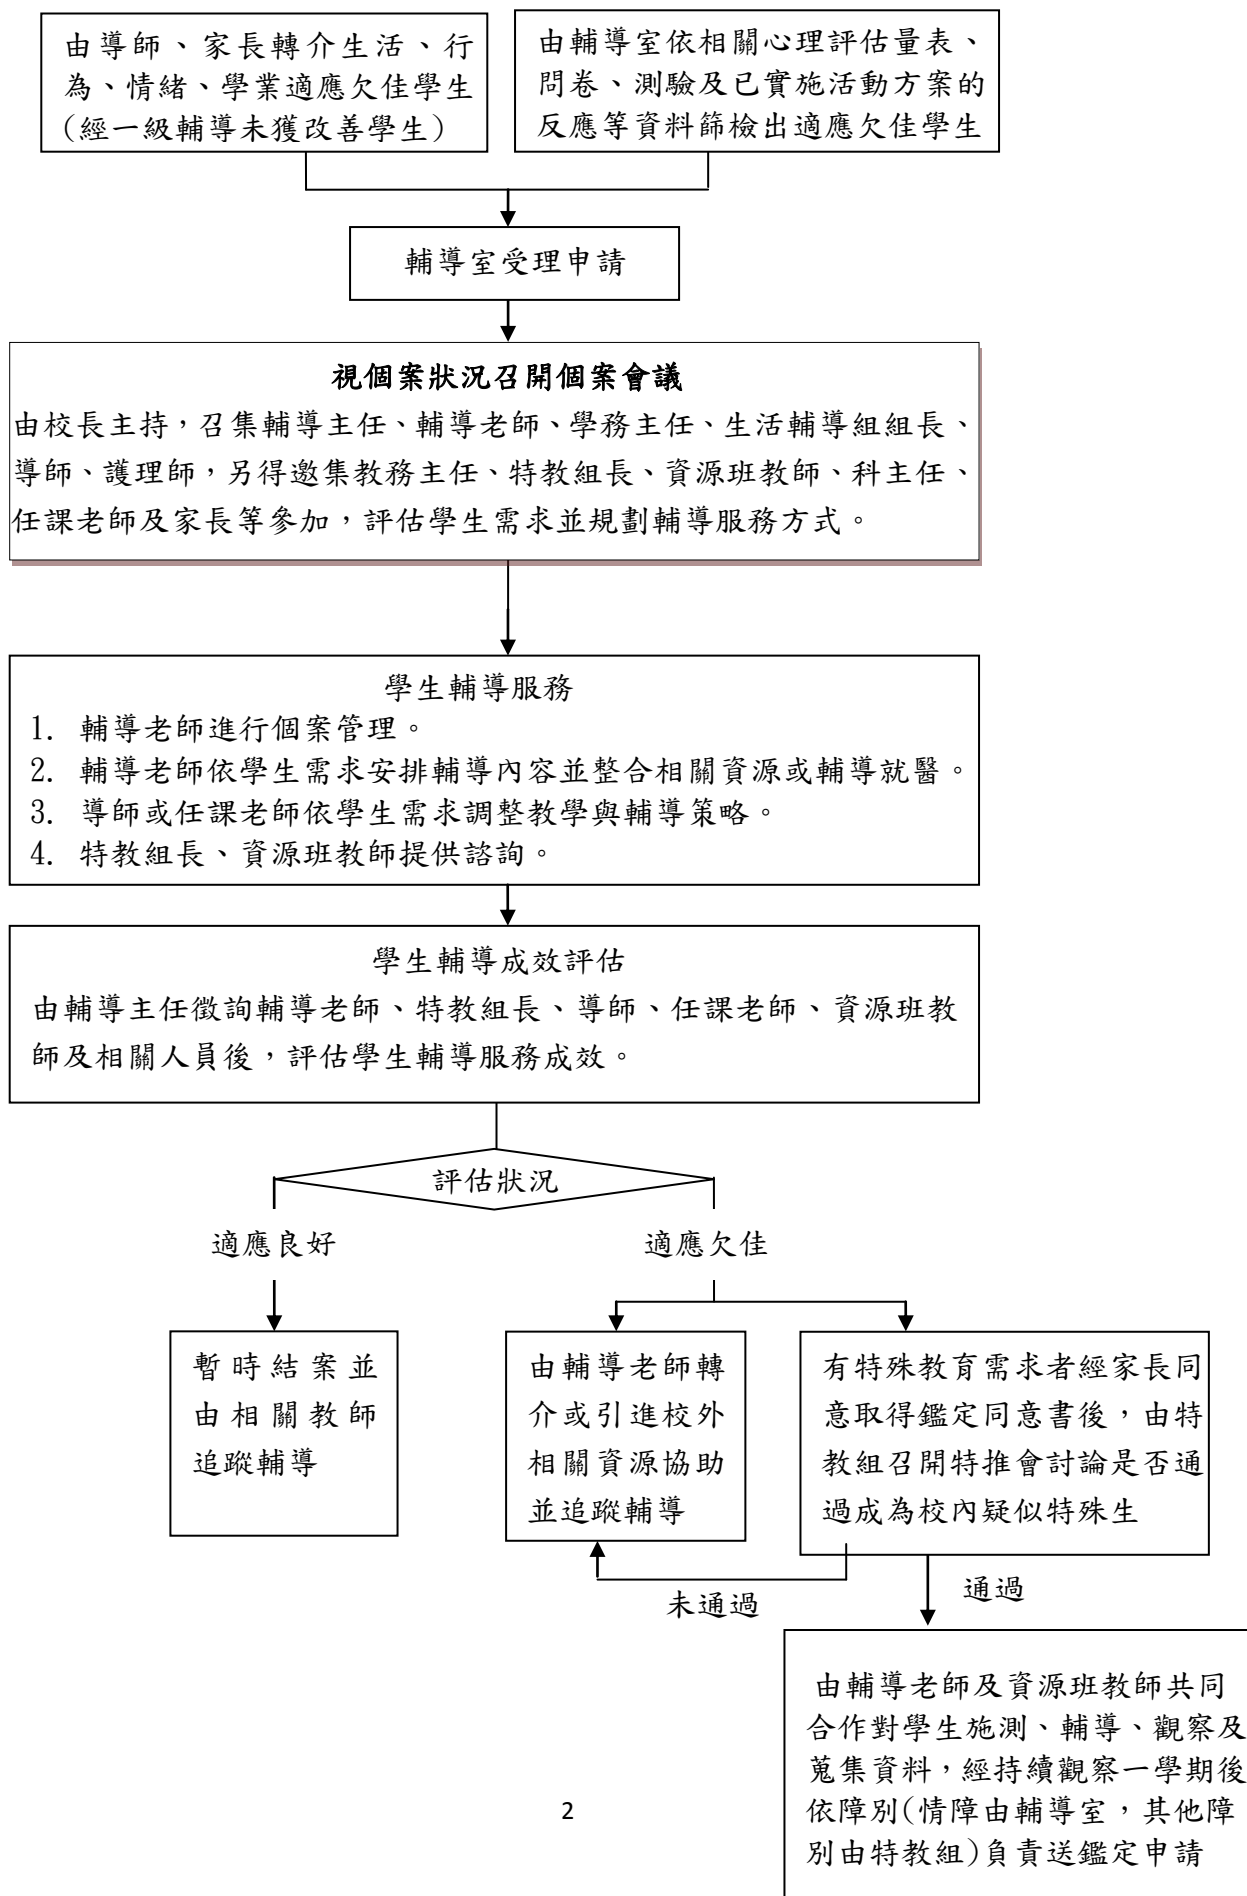 由導師、家長轉介生活、行
為、情緒、學業適應欠佳學生
(經一級輔導未獲改善學生)
由輔導室依相關心理評估量表、
問卷、測驗及已實施活動方案的
反應等資料篩檢出適應欠佳學生
輔導室受理申請
視個案狀況召開個案會議
由校長主持，召集輔導主任、輔導老師、學務主任、生活輔導組組長、
導師、護理師，另得邀集教務主任、特教組長、資源班教師、科主任、
任課老師及家長等參加，評估學生需求並規劃輔導服務方式。
學生輔導服務
1. 輔導老師進行個案管理。
2. 輔導老師依學生需求安排輔導內容並整合相關資源或輔導就醫。
3. 導師或任課老師依學生需求調整教學與輔導策略。
4. 特教組長、資源班教師提供諮詢。
學生輔導成效評估
由輔導主任徵詢輔導老師、特教組長、導師、任課老師、資源班教
師及相關人員後，評估學生輔導服務成效。
評估狀況
適應良好
適應欠佳
暫時結案並
由相關教師
追蹤輔導
由輔導老師轉
介或引進校外
相關資源協助
並追蹤輔導
有特殊教育需求者經家長同
意取得鑑定同意書後，由特
教組召開特推會討論是否通
過成為校內疑似特殊生
未通過
通過
由輔導老師及資源班教師共同
合作對學生施測、輔導、觀察及
蒐集資料，經持續觀察一學期後
依障別(情障由輔導室，其他障
別由特教組)負責送鑑定申請
2